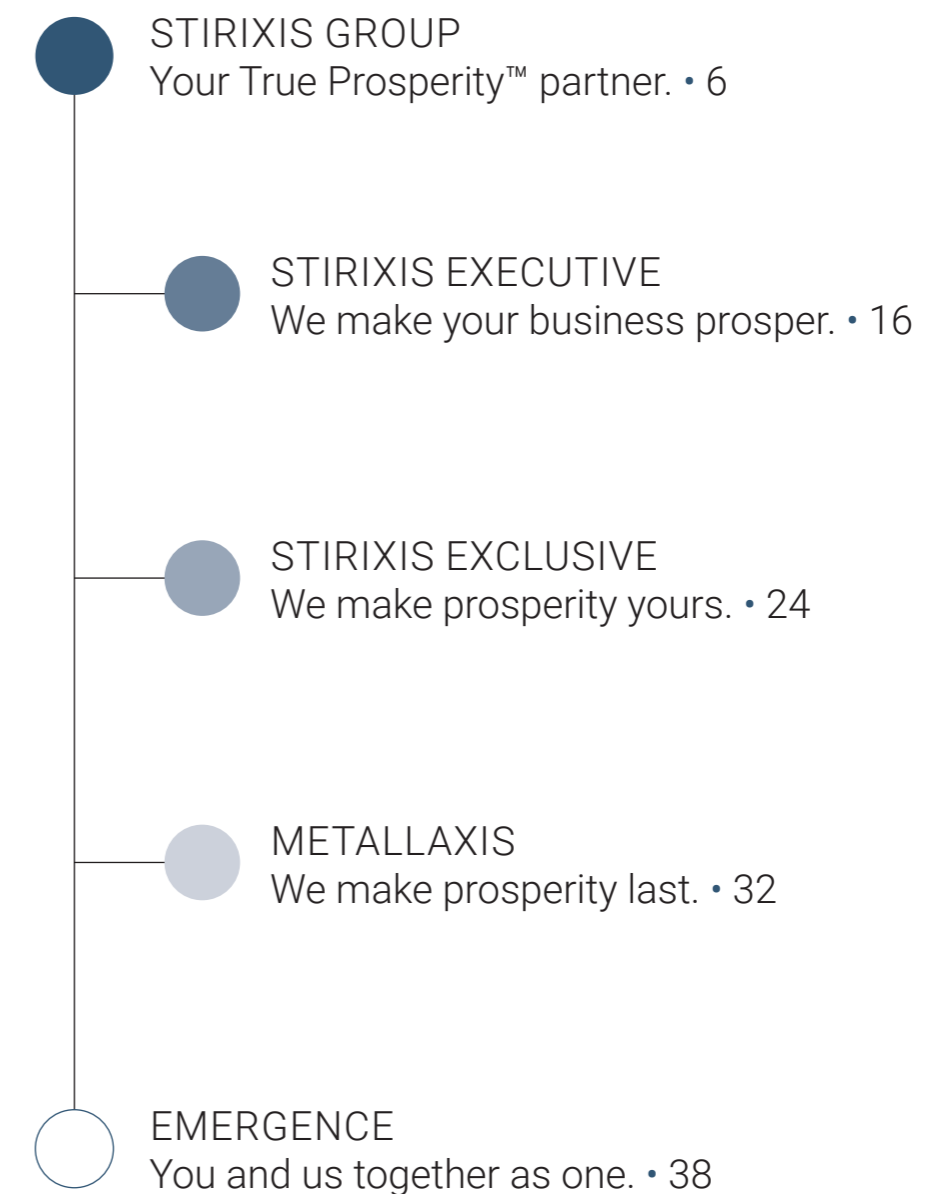 STIRIXIS GROUP
Your True Prosperity™ partner. • 6
STIRIXIS EXECUTIVE
We make your business prosper. • 16
STIRIXIS EXCLUSIVE
We make prosperity yours. • 24
METALLAXIS
We make prosperity last. • 32
EMERGENCE
You and us together as one. • 38